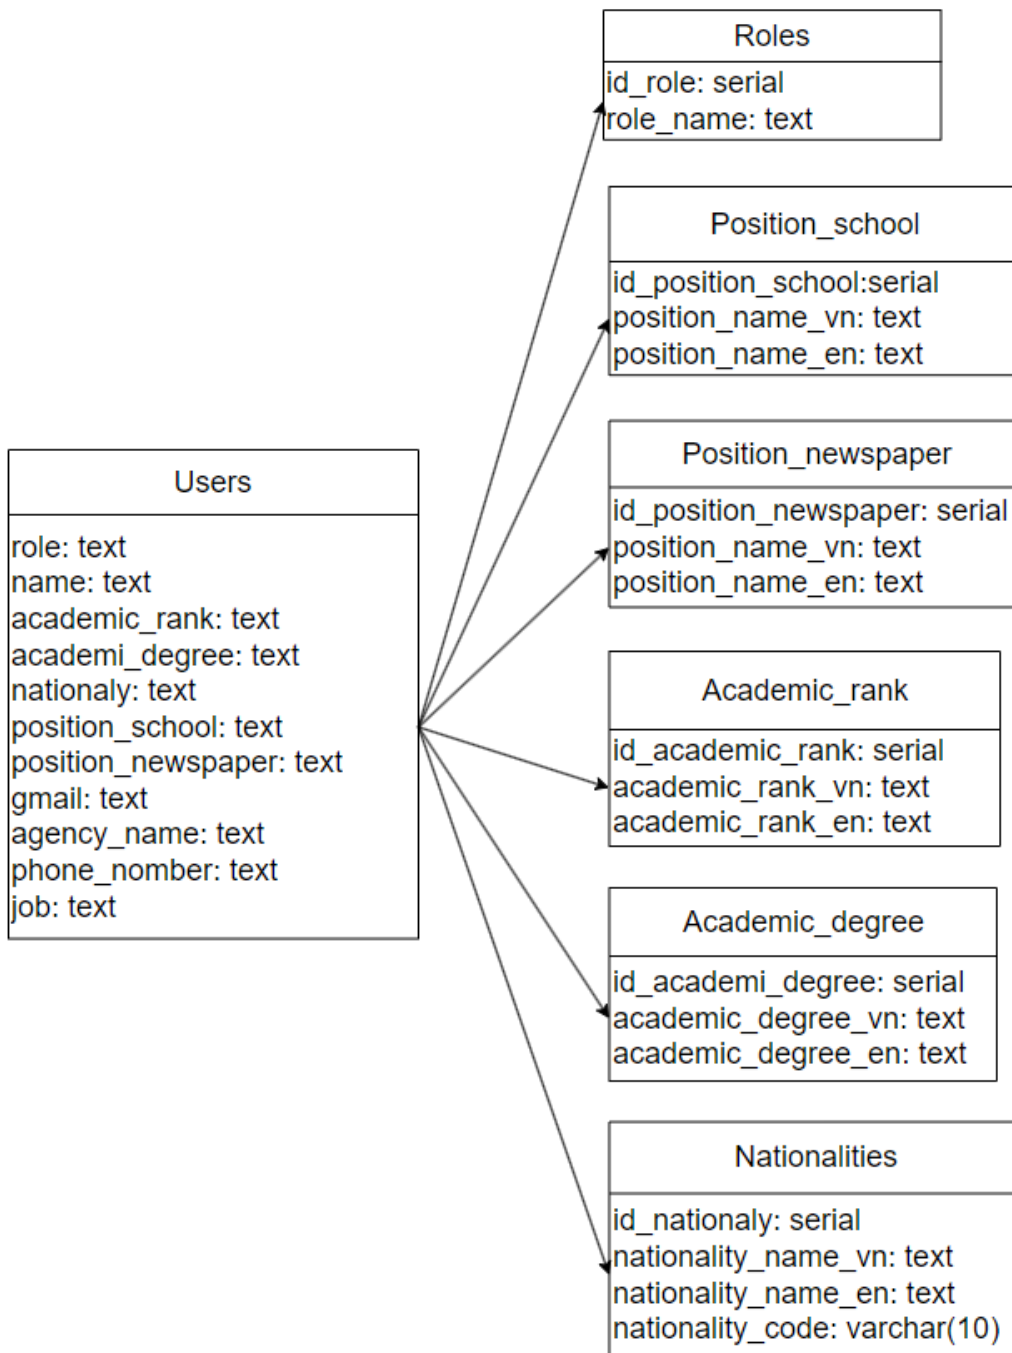 Roles
id_role: serial
role_name: text
Position_school
id_position_school:serial
position_name_vn: text
position_name_en: text
Position_newspaper
id_position_newspaper: serial
position_name_vn: text
position_name_en: text
Users
role: text
name: text
academic_rank: text
academi_degree: text
nationaly: text
position_school: text
position_newspaper: text
gmail: text
agency_name: text
phone_nomber: text
job: text
Academic_rank
id_academic_rank: serial
academic_rank_vn: text
academic_rank_en: text
Academic_degree
id_academi_degree: serial
academic_degree_vn: text
academic_degree_en: text
Nationalities
id_nationaly: serial
nationality_name_vn: text
nationality_name_en: text
nationality_code: varchar(10)